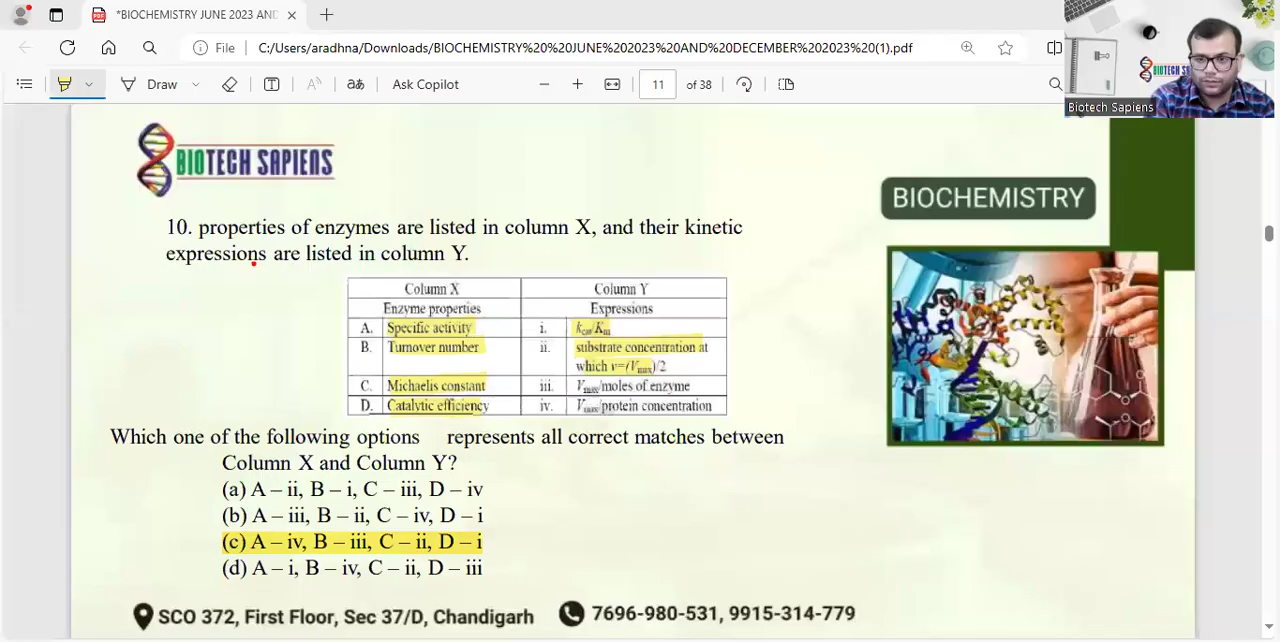 *BIOCHEMISTRY JUNE 2023 AND
File C:/Users/aradhna/Downloads/BIOCHEMISTRY%20%20JUNE%202023%20AND%20DECEMBER%202023%20(1).pdf
Draw
Ask Copilot
11 of 38
Biotech Sapiens
BIOTECH SAPIENS
BIOCHEMISTRY
10. properties of enzymes are listed in column X, and their kinetic
expressions are listed in column Y.
Column X Column Y
Enzyme properties Expressions
A. Specific activity i. kcat/Km
B. Turnover number ii. substrate concentration at
which v=(Vmax)/2
C. Michaelis constant iii. Vmax/moles of enzyme
D. Catalytic efficiency iv. Vmax/protein concentration
Which one of the following options represents all correct matches between
Column X and Column Y?
(a) A – ii, B – i, C – iii, D – iv
(b) A – iii, B – ii, C – iv, D – i
(c) A – iv, B – iii, C – ii, D – i
(d) A – i, B – iv, C – ii, D – iii
SCO 372, First Floor, Sec 37/D, Chandigarh 7696-980-531, 9915-314-779